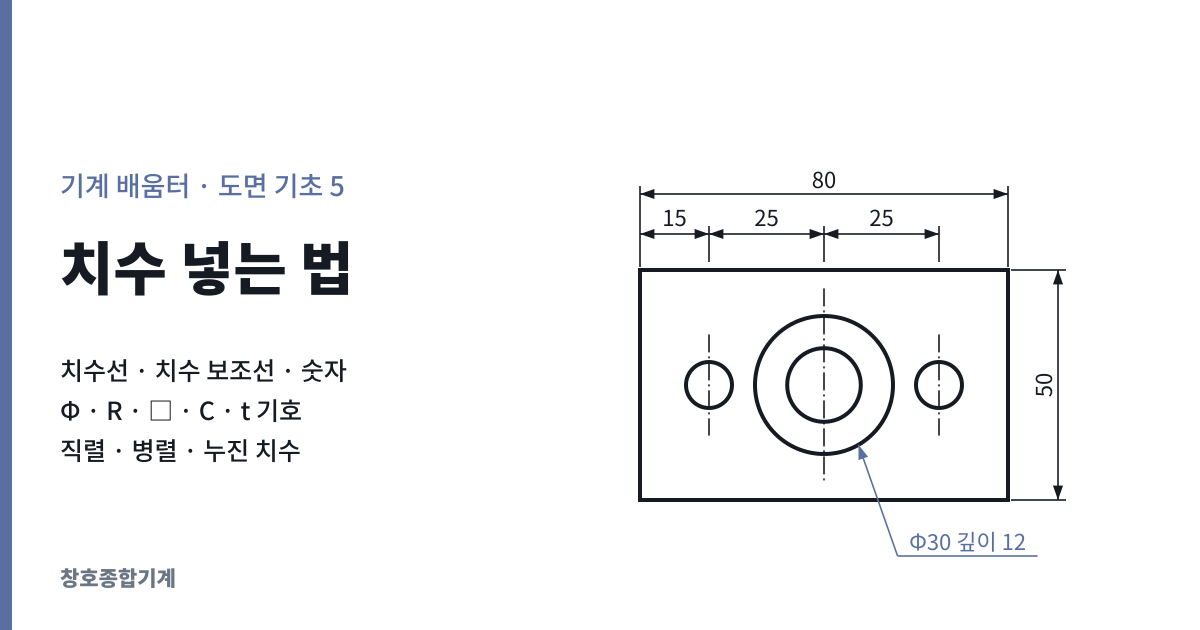 기계 배움터 · 도면 기초 5
치수 넣는 법
치수선 · 치수 보조선 · 숫자
Φ · R · □ · C · t 기호
직렬 · 병렬 · 누진 치수
창호종합기계
80
15 25 25
50
Φ30 깊이 12